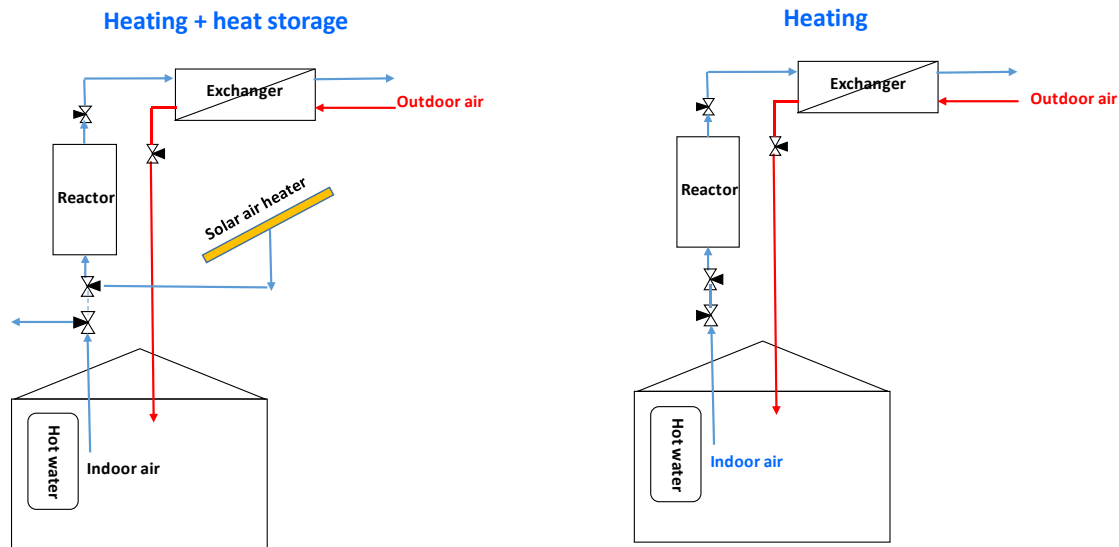 Heating + heat storage
Exchanger
Outdoor air
Reactor
Solar air heater
Hot water
Indoor air
Heating
Exchanger
Outdoor air
Reactor
Hot water
Indoor air